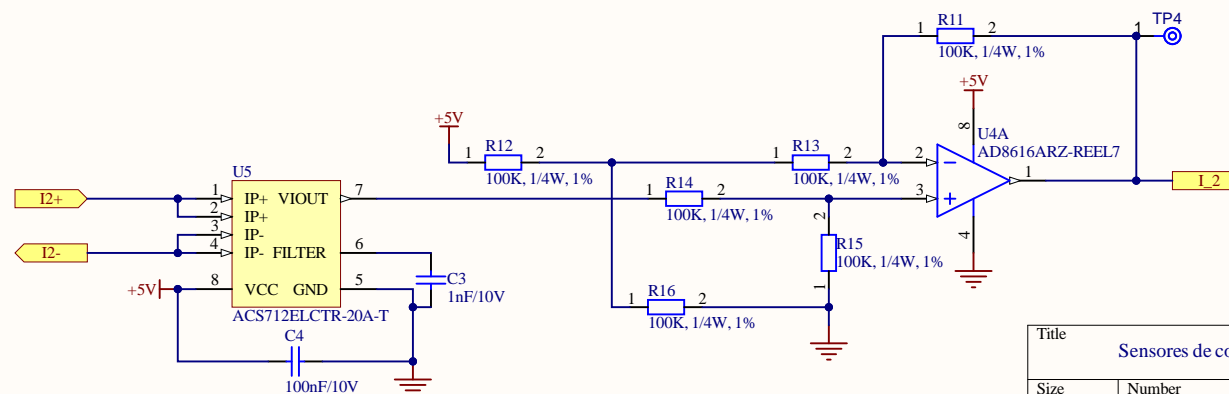 R11
1 2
100K, 1/4W, 1%
1
TP4
+5V
8
U4A
AD8616ARZ-REEL7
+5V
R12
1 2
100K, 1/4W, 1%
R13
1 2
100K, 1/4W, 1%
2
3
1
I_2
4
U5
I2+
I2-
1 IP+ VIOUT 7
2 IP+
3 IP-
4 IP- FILTER 6
+5V
8 VCC GND 5
ACS712ELCTR-20A-T
R14
1 2
100K, 1/4W, 1%
2
R15
100K, 1/4W, 1%
1
C3
1nF/10V
R16
1 2
100K, 1/4W, 1%
C4
100nF/10V
Title
Sensores de co
Size Number